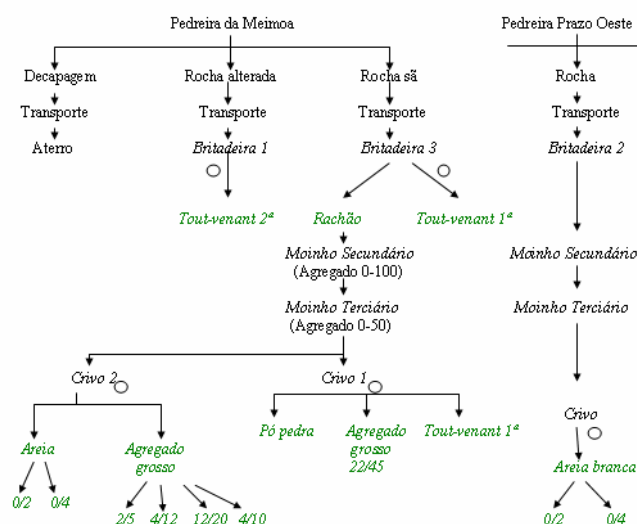 Pedreira da Meimoa
Pedreira Prazo Oeste
Decapagem
Rocha alterada
Rocha sã
Rocha
Transporte
Transporte
Transporte
Transporte
Aterro
Britadeira 1
Britadeira 3
Britadeira 2
Tout-venant 2ª
Rachão
Tout-venant 1ª
Moinho Secundário
(Agregado 0-100)
Moinho Secundário
Moinho Terciário
(Agregado 0-50)
Moinho Terciário
Crivo 2
Crivo 1
Crivo
Areia
Agregado
grosso
Pó pedra
Agregado
grosso
22/45
Tout-venant 1ª
Areia branca
0/2
0/4
2/5
4/12
12/20
4/10
0/2
0/4